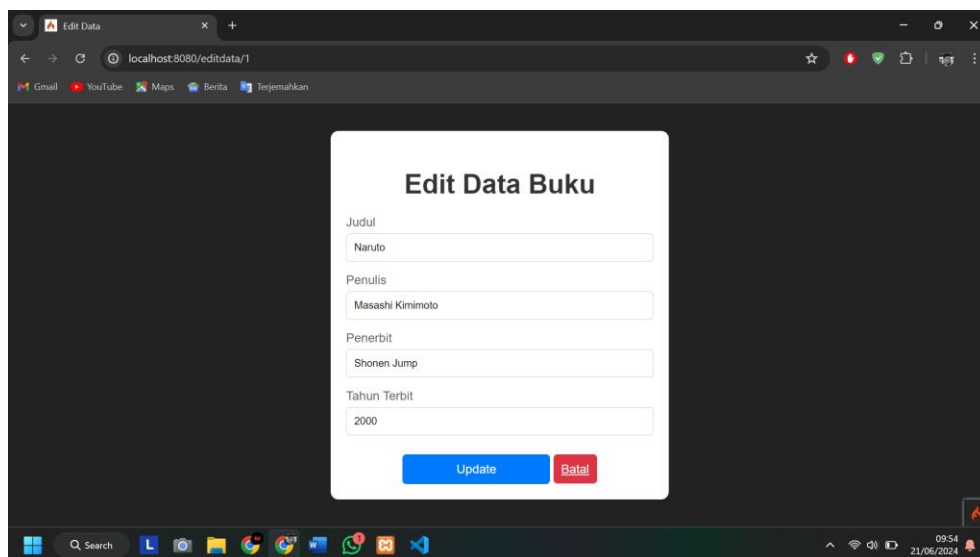 Edit Data
localhost:8080/editdata/1
Gmail YouTube Maps Berita Terjemahkan
Edit Data Buku
Judul
Naruto
Penulis
Masashi Kimimoto
Penerbit
Shonen Jump
Tahun Terbit
2000
Update Batal
Search
09:54
21/06/2024